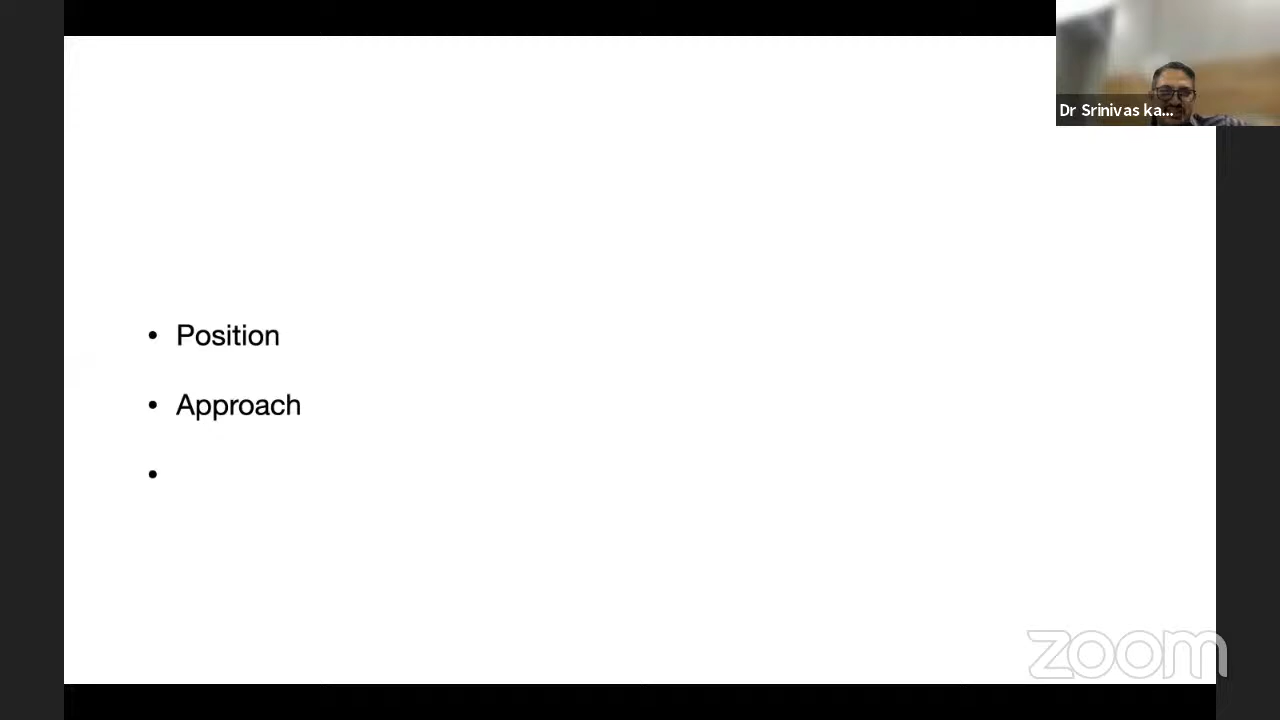 Dr Srinivas ka...
• Position
• Approach
•
zoom